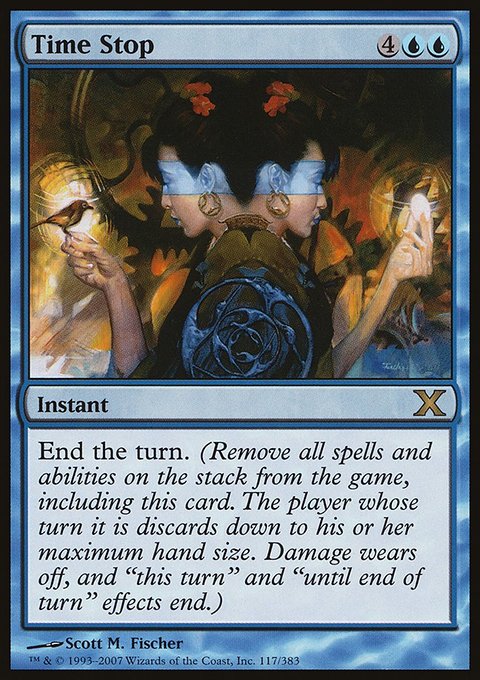 Time Stop 4
Instant X
End the turn. (Remove all spells and
abilities on the stack from the game,
including this card. The player whose
turn it is discards down to his or her
maximum hand size. Damage wears
off, and “this turn” and “until end of
turn” effects end.)
Scott M. Fischer
™ & © 1993–2007 Wizards of the Coast, Inc. 117/383